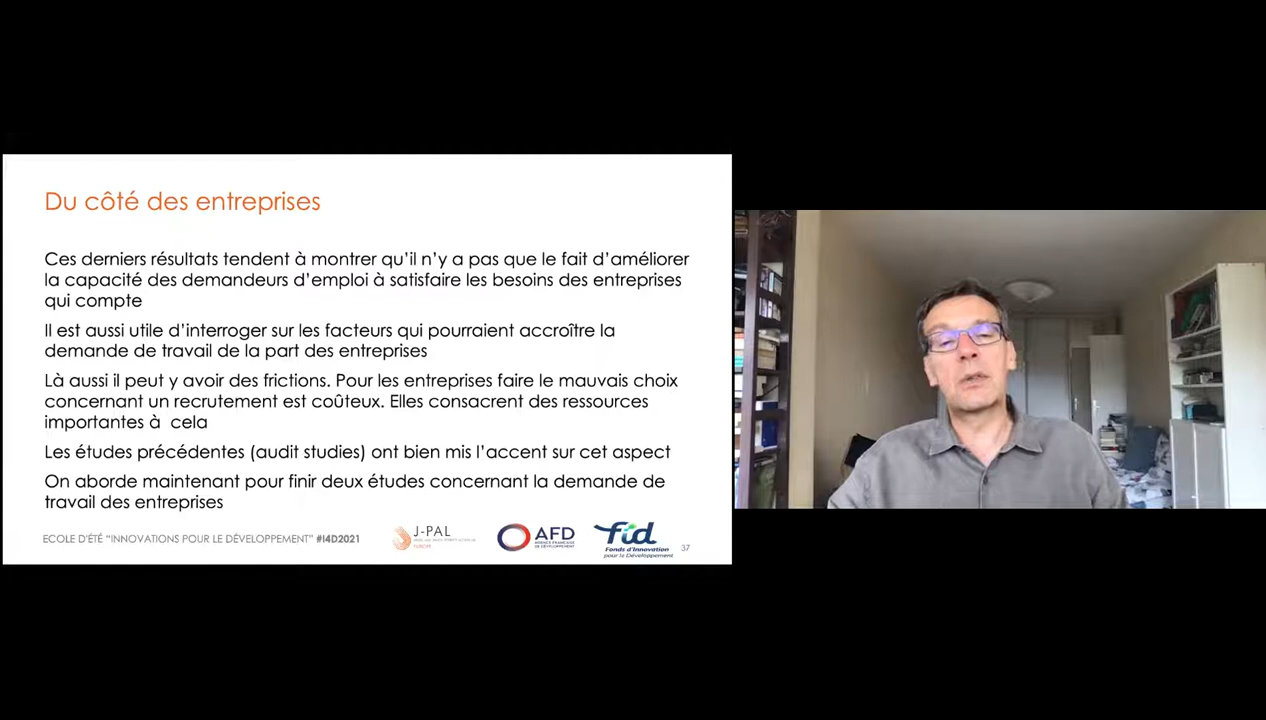 Du côté des entreprises
Ces derniers résultats tendent à montrer qu'il n'y a pas que le fait d'améliorer
la capacité des demandeurs d'emploi à satisfaire les besoins des entreprises
qui compte
Il est aussi utile d'interroger sur les facteurs qui pourraient accroître la
demande de travail de la part des entreprises
Là aussi il peut y avoir des frictions. Pour les entreprises faire le mauvais choix
concernant un recrutement est coûteux. Elles consacrent des ressources
importantes à cela
Les études précédentes (audit studies) ont bien mis l'accent sur cet aspect
On aborde maintenant pour finir deux études concernant la demande de
travail des entreprises
ECOLE D'ÉTÉ "INNOVATIONS POUR LE DÉVELOPPEMENT" #I4D2021
J-PAL
EUROPE
AFD
AGENCE FRANÇAISE
DE DÉVELOPPEMENT
fid
Fonds d'Innovation
pour le Développement
37